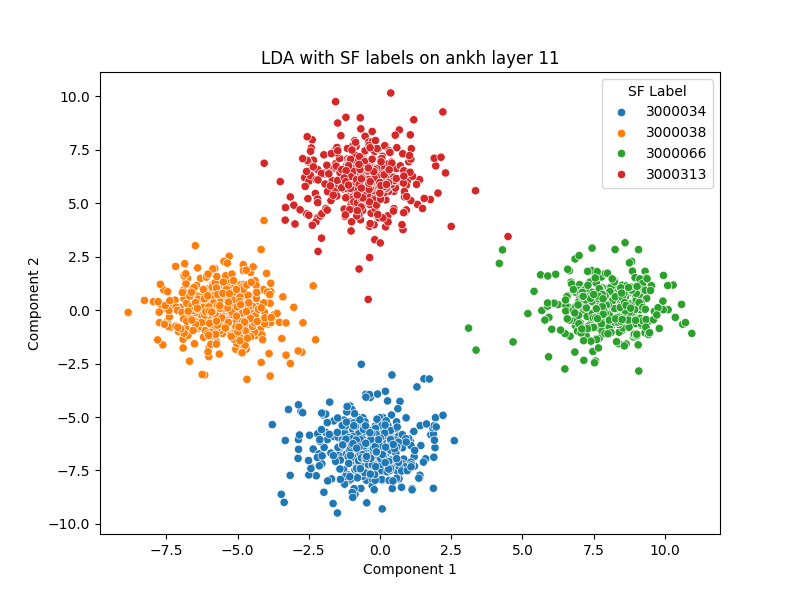 LDA with SF labels on ankh layer 11
SF Label
3000034
3000038
3000066
3000313
10.0
7.5
5.0
2.5
0.0
−2.5
−5.0
−7.5
−10.0
Component 2
−7.5 −5.0 −2.5 0.0 2.5 5.0 7.5 10.0
Component 1